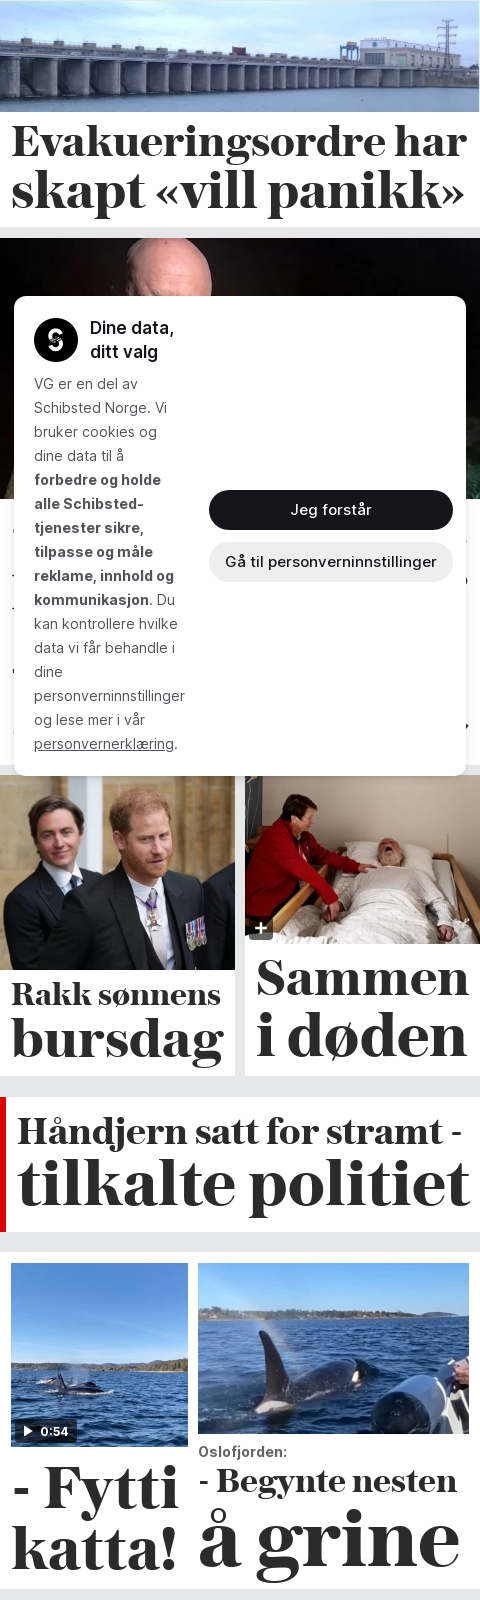 Evakueringsordre har
skapt «vill panikk»
Dine data,
ditt valg
VG er en del av
Schibsted Norge. Vi
bruker cookies og
dine data til å
forbedre og holde
alle Schibsted-
tjenester sikre,
tilpasse og måle
reklame, innhold og
kommunikasjon. Du
kan kontrollere hvilke
data vi får behandle i
dine
personverninnstillinger
og lese mer i vår
personvernerklæring.
Jeg forstår
Gå til personverninnstillinger
Rakk sønnens
bursdag
Sammen
i døden
Håndjern satt for stramt -
tilkalte politiet
0:54
- Fytti
katta!
Oslofjorden:
- Begynte nesten
å grine